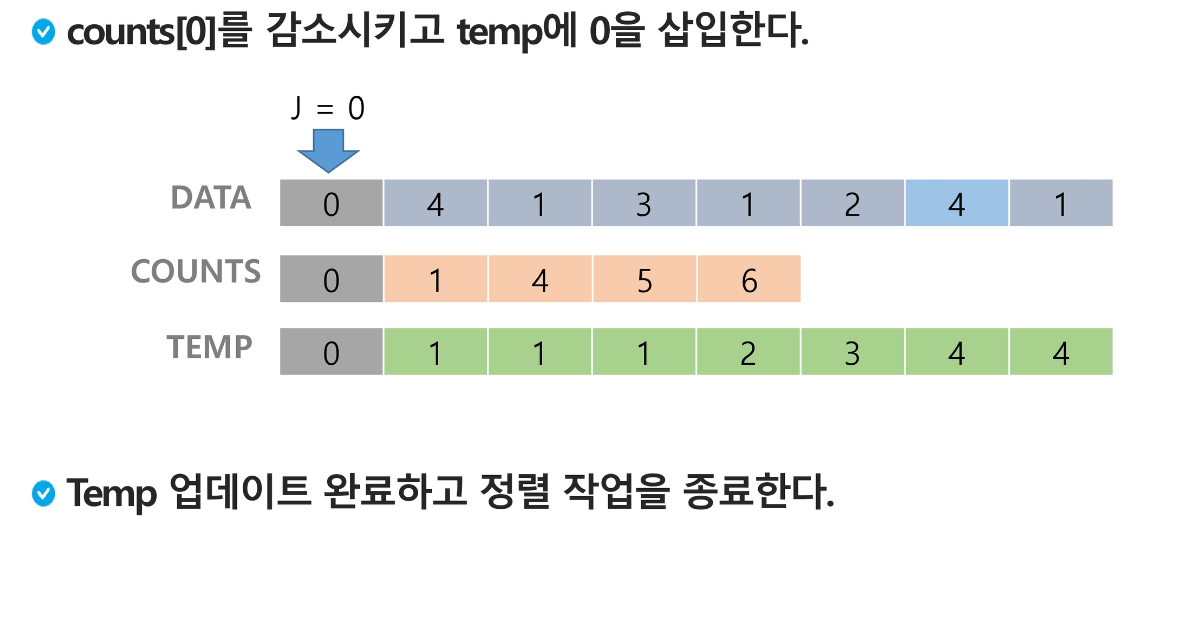 counts[0]를 감소시키고 temp에 0을 삽입한다.
J = 0
DATA 0 4 1 3 1 2 4 1
COUNTS 0 1 4 5 6
TEMP 0 1 1 1 2 3 4 4
Temp 업데이트 완료하고 정렬 작업을 종료한다.